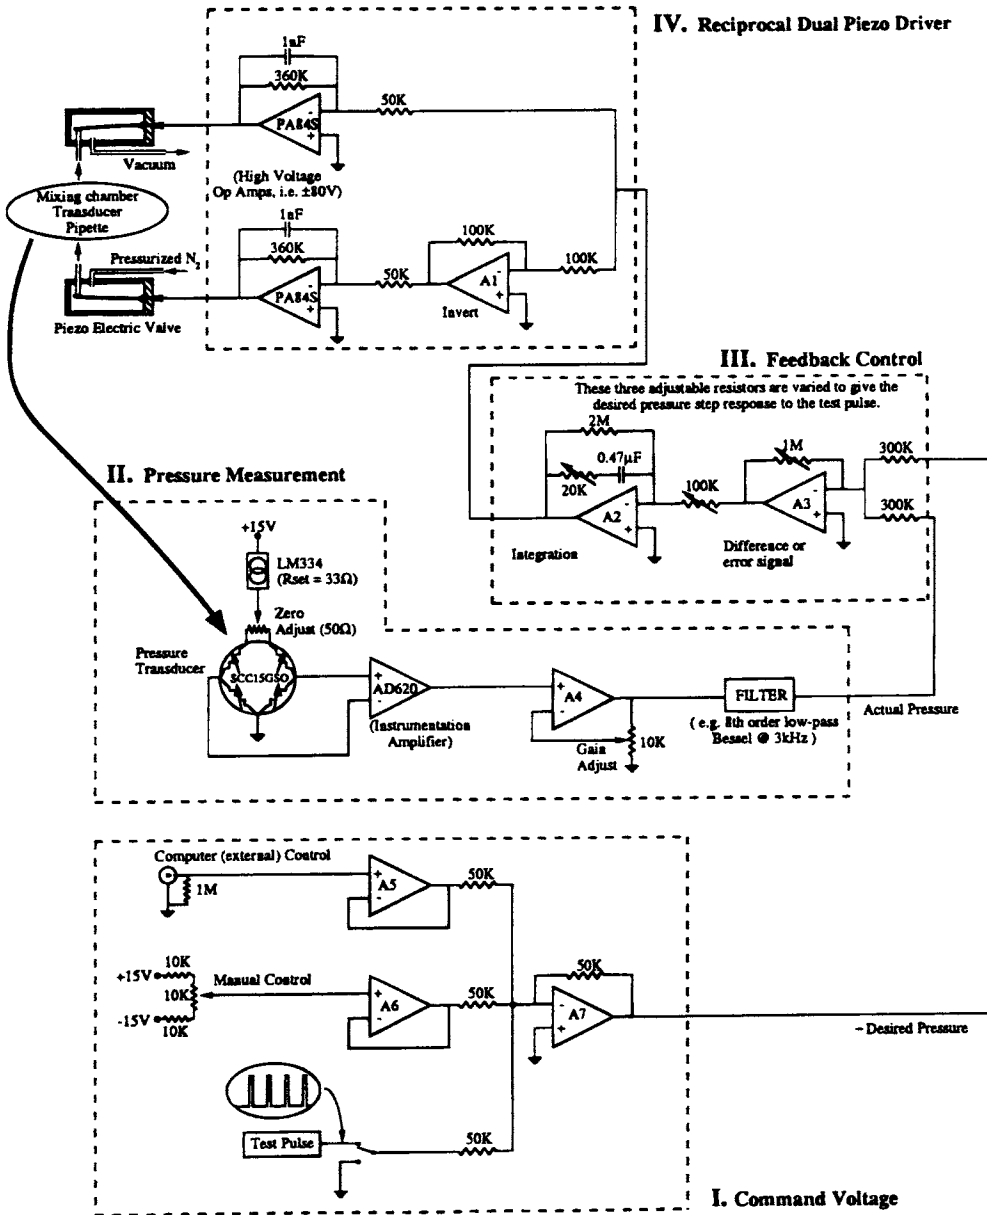 IV. Reciprocal Dual Piezo Driver
1nF
360K
50K
PA84S
-
+
Vacuum
(High Voltage
Op Amps, i.e. ±80V)
Mixing chamber
Transducer
Pipette
1nF
360K
100K
50K
100K
Pressurized N2
PA84S
-
+
A1
-
+
Invert
Piezo Electric Valve
III. Feedback Control
These three adjustable resistors are varied to give the
desired pressure step response to the test pulse.
2M
1M
0.47µF
20K
100K
300K
300K
A2
-
+
A3
-
+
Integration
Difference or
error signal
II. Pressure Measurement
+15V
LM334
(Rset = 33Ω)
Zero
Adjust (50Ω)
Pressure
Transducer
SCC15GSO
+
-
AD620
(Instrumentation
Amplifier)
+
-
A4
Gain
Adjust
10K
FILTER
( e.g. 8th order low-pass
Bessel @ 3kHz )
Actual Pressure
Computer (external) Control
1M
+
-
A5
50K
10K
+15V
10K
-15V
10K
Manual Control
+
-
A6
50K
50K
-
+
A7
- Desired Pressure
Test Pulse
50K
I. Command Voltage